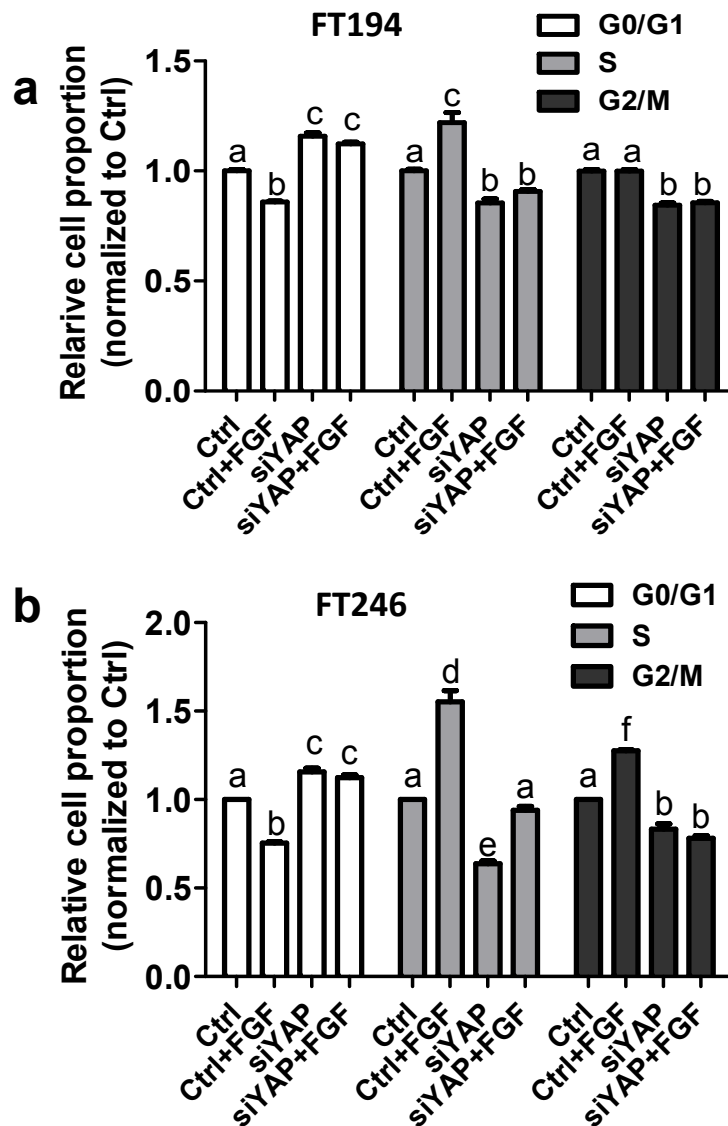 a
FT194
G0/G1
S
G2/M
Relarive cell proportion
(normalized to Ctrl)
1.5
1.0
0.5
0.0
a
b
c
c
a
c
b
b
a
a
b
b
Ctrl
Ctrl+FGF
siYAP
siYAP+FGF
Ctrl
Ctrl+FGF
siYAP
siYAP+FGF
Ctrl
Ctrl+FGF
siYAP
siYAP+FGF
b
FT246
G0/G1
S
G2/M
Relative cell proportion
(normalized to Ctrl)
2.0
1.5
1.0
0.5
0.0
a
b
c
c
a
d
e
a
a
f
b
b
Ctrl
Ctrl+FGF
siYAP
siYAP+FGF
Ctrl
Ctrl+FGF
siYAP
siYAP+FGF
Ctrl
Ctrl+FGF
siYAP
siYAP+FGF